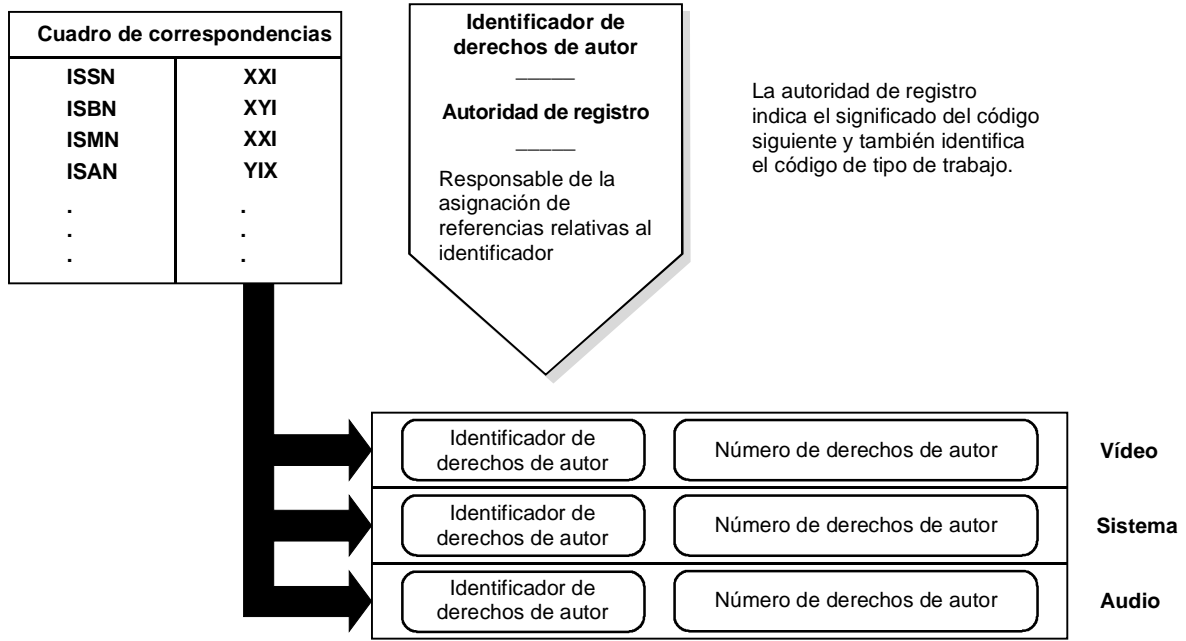 Cuadro de correspondencias
ISSN XXI
ISBN XYI
ISMN XXI
ISAN YIX
. .
. .
. .
Identificador de
derechos de autor
_____
Autoridad de registro
_____
Responsable de la
asignación de
referencias relativas al
identificador
La autoridad de registro
indica el significado del código
siguiente y también identifica
el código de tipo de trabajo.
Identificador de
derechos de autor
Número de derechos de autor
Vídeo
Identificador de
derechos de autor
Número de derechos de autor
Sistema
Identificador de
derechos de autor
Número de derechos de autor
Audio